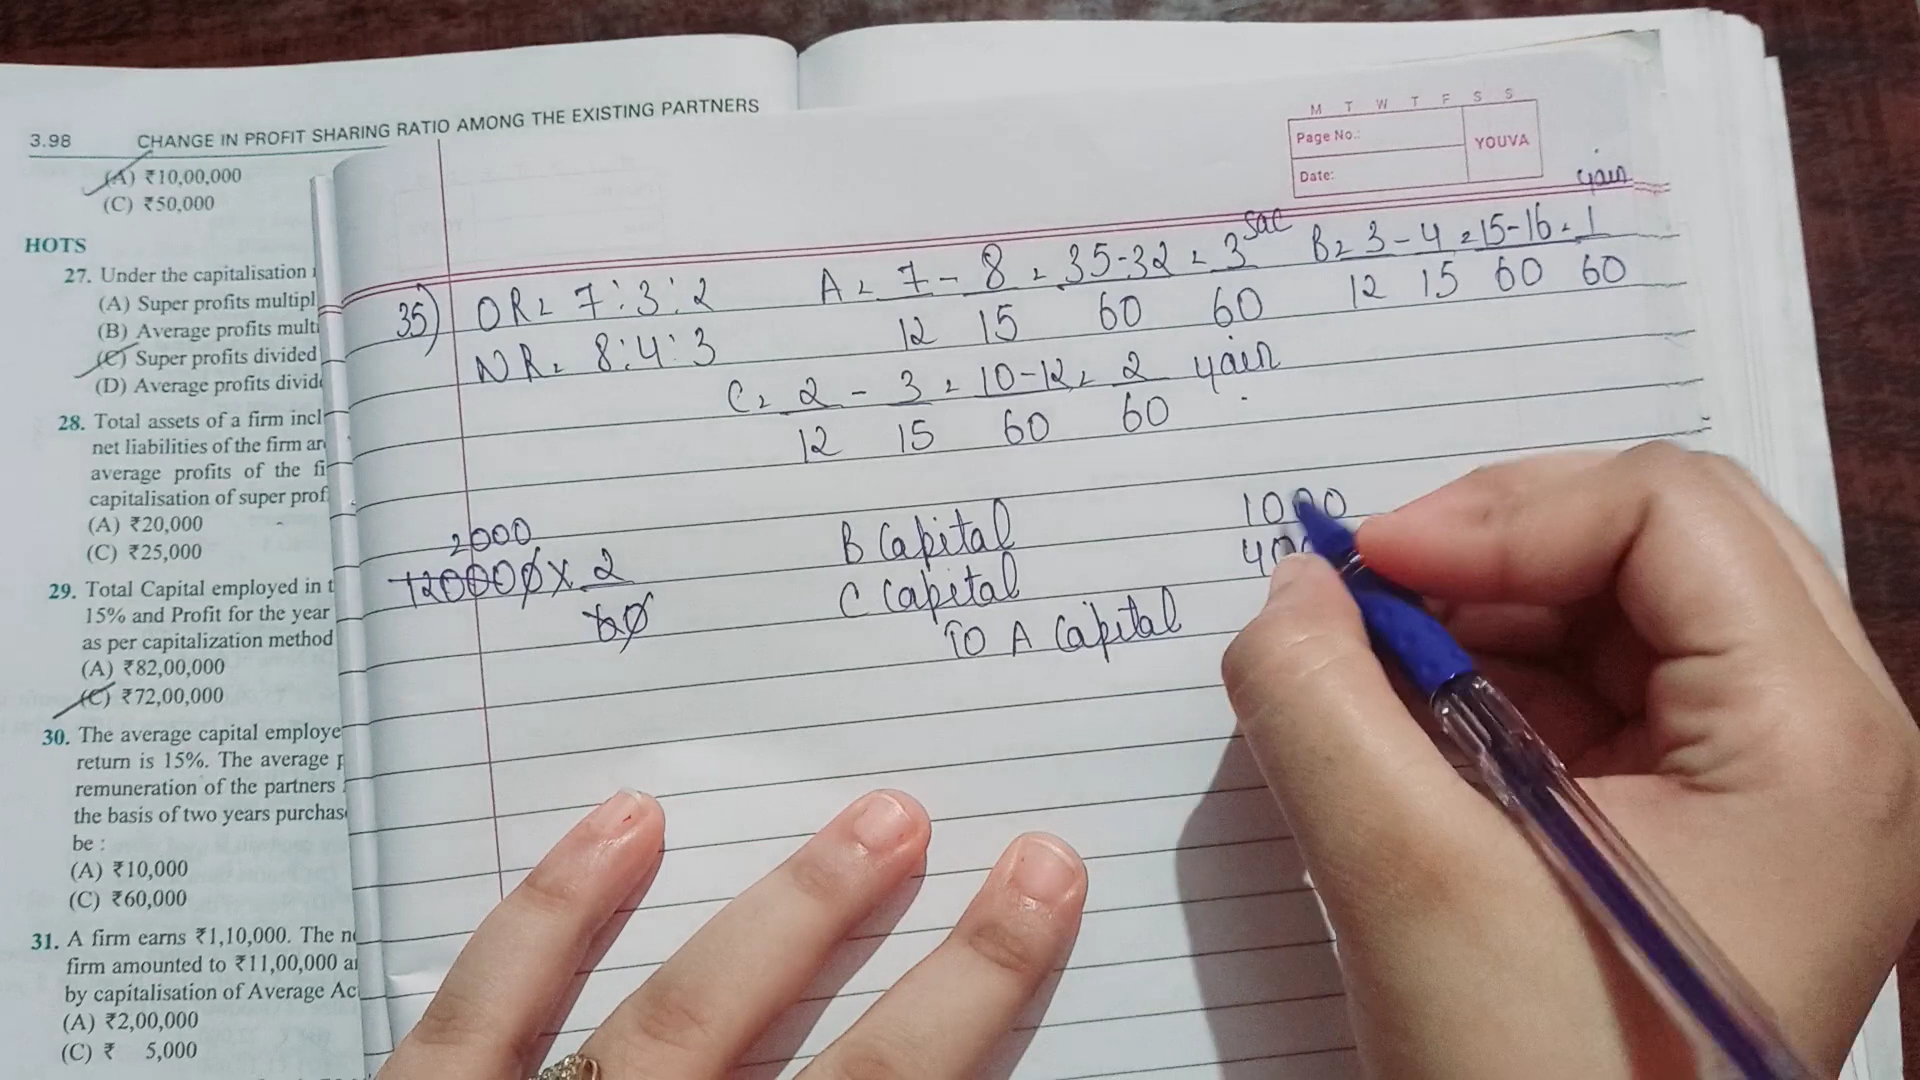 3.98 CHANGE IN PROFIT SHARING RATIO AMONG THE EXISTING PARTNERS
(A) ₹10,00,000
(C) ₹50,000
HOTS
27. Under the capitalisation
(A) Super profits multipl
(B) Average profits multi
(C) Super profits divided
(D) Average profits divid
28. Total assets of a firm incl
net liabilities of the firm ar
average profits of the fi
capitalisation of super prof
(A) ₹20,000
(C) ₹25,000
29. Total Capital employed in t
15% and Profit for the year
as per capitalization method
(A) ₹82,00,000
(C) ₹72,00,000
30. The average capital employe
return is 15%. The average p
remuneration of the partners
the basis of two years purchas
be :
(A) ₹10,000
(C) ₹60,000
31. A firm earns ₹1,10,000. The n
firm amounted to ₹11,00,000 a
by capitalisation of Average Ac
(A) ₹2,00,000
(C) ₹ 5,000
M T W T F S S
Page No.:
YOUVA
Date:
gain
sac
35) OR = 7:3:2 A = 7 - 8 = 35-32 = 3 B = 3 - 4 = 15-16 = 1
12 15 60 60 12 15 60 60
NR = 8:4:3
C = 2 - 3 = 10-12 = 2 gain
12 15 60 60
2000
120000 x 2
60
B Capital 1000
C Capital
To A Capital